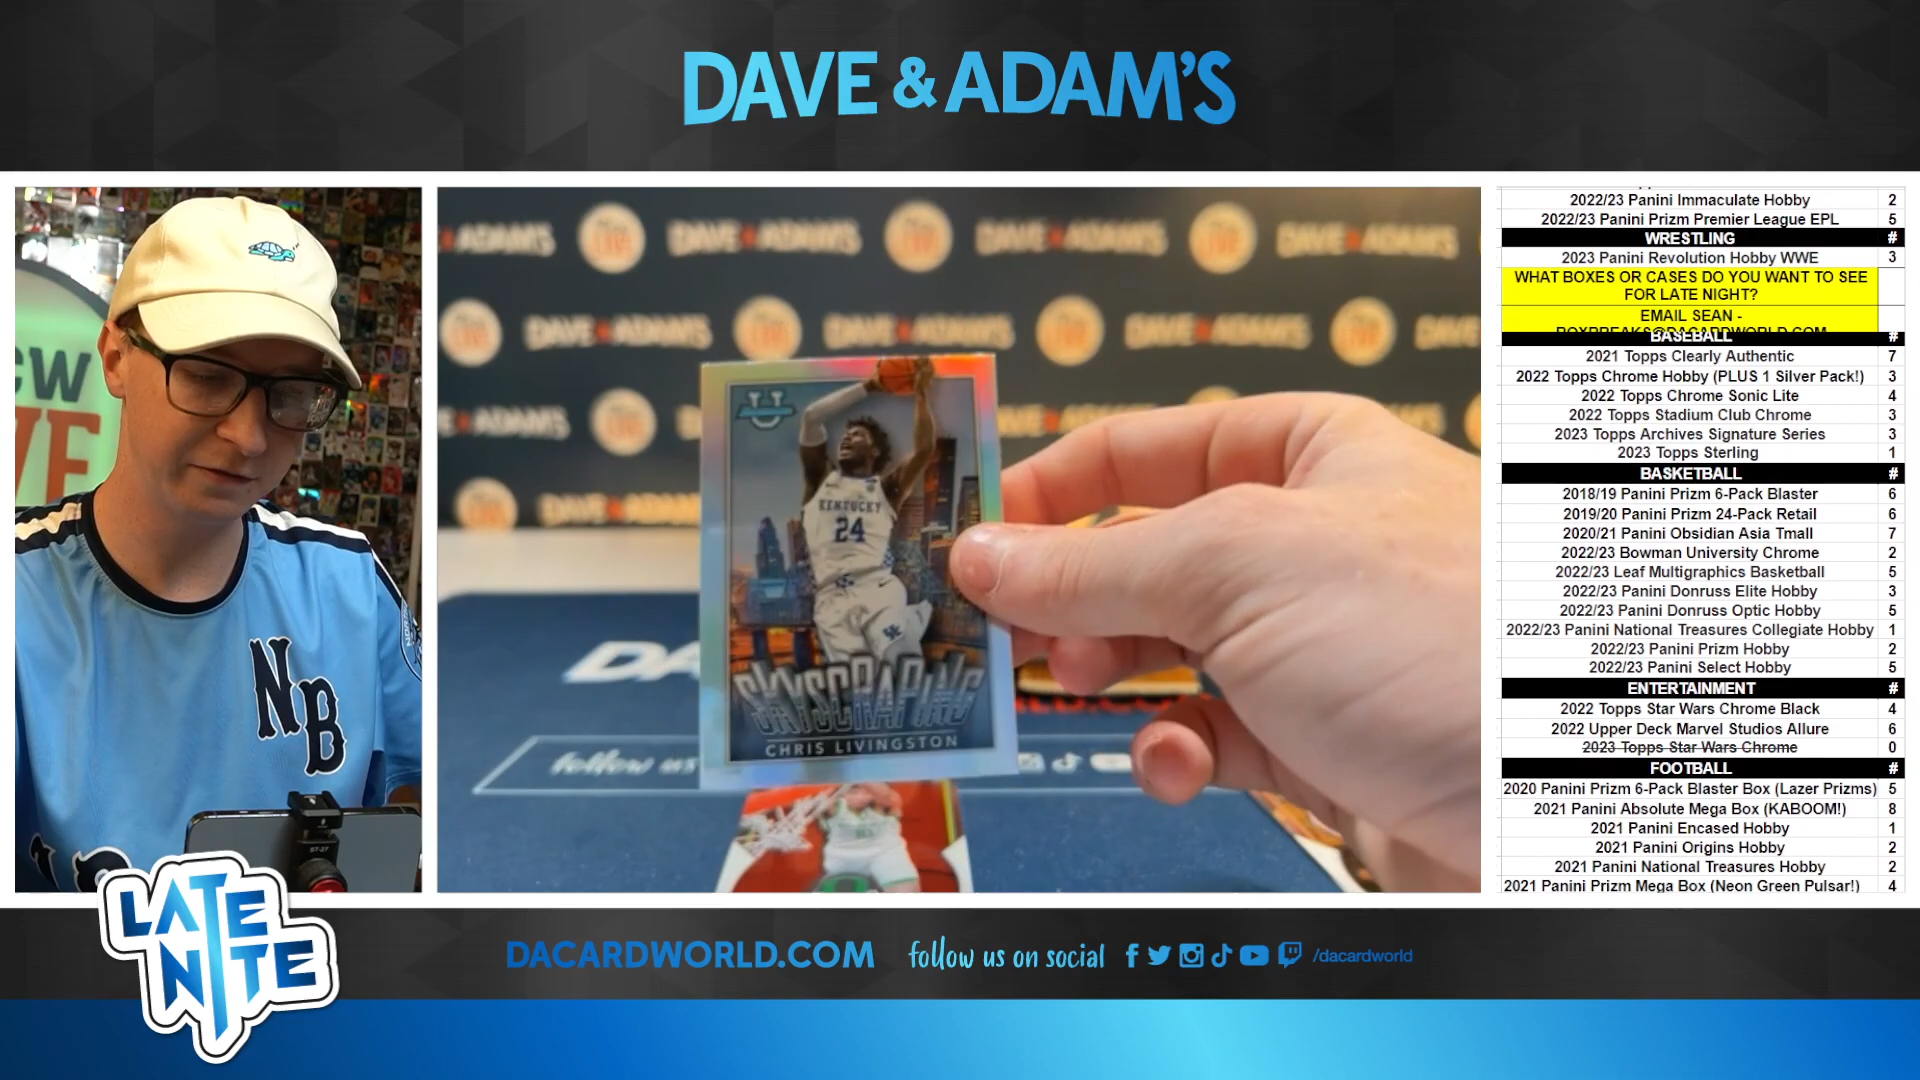 DAVE & ADAM'S
CW
VE
NB
DAVE & ADAM'S
KENTUCKY
24
SKYSCRAPING
CHRIS LIVINGSTON
follow us
2022/23 Panini Immaculate Hobby 2
2022/23 Panini Prizm Premier League EPL 5
WRESTLING #
2023 Panini Revolution Hobby WWE 3
WHAT BOXES OR CASES DO YOU WANT TO SEE
FOR LATE NIGHT?
EMAIL SEAN -
BOXBREAKS@DACARDWORLD.COM
BASEBALL #
2021 Topps Clearly Authentic 7
2022 Topps Chrome Hobby (PLUS 1 Silver Pack!) 3
2022 Topps Chrome Sonic Lite 4
2022 Topps Stadium Club Chrome 3
2023 Topps Archives Signature Series 3
2023 Topps Sterling 1
BASKETBALL #
2018/19 Panini Prizm 6-Pack Blaster 6
2019/20 Panini Prizm 24-Pack Retail 6
2020/21 Panini Obsidian Asia Tmall 7
2022/23 Bowman University Chrome 2
2022/23 Leaf Multigraphics Basketball 5
2022/23 Panini Donruss Elite Hobby 3
2022/23 Panini Donruss Optic Hobby 5
2022/23 Panini National Treasures Collegiate Hobby 1
2022/23 Panini Prizm Hobby 2
2022/23 Panini Select Hobby 5
ENTERTAINMENT #
2022 Topps Star Wars Chrome Black 4
2022 Upper Deck Marvel Studios Allure 6
2023 Topps Star Wars Chrome 0
FOOTBALL #
2020 Panini Prizm 6-Pack Blaster Box (Lazer Prizms) 5
2021 Panini Absolute Mega Box (KABOOM!) 8
2021 Panini Encased Hobby 1
2021 Panini Origins Hobby 2
2021 Panini National Treasures Hobby 2
2021 Panini Prizm Mega Box (Neon Green Pulsar!) 4
LATE
NITE
DACARDWORLD.COM follow us on social /dacardworld